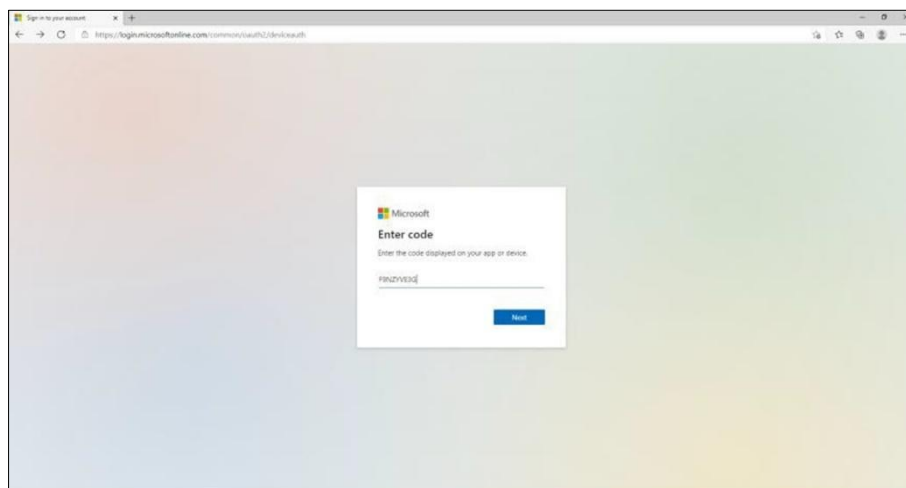 Sign in to your account
https://login.microsoftonline.com/common/oauth2/deviceauth
Microsoft
Enter code
Enter the code displayed on your app or device.
Next